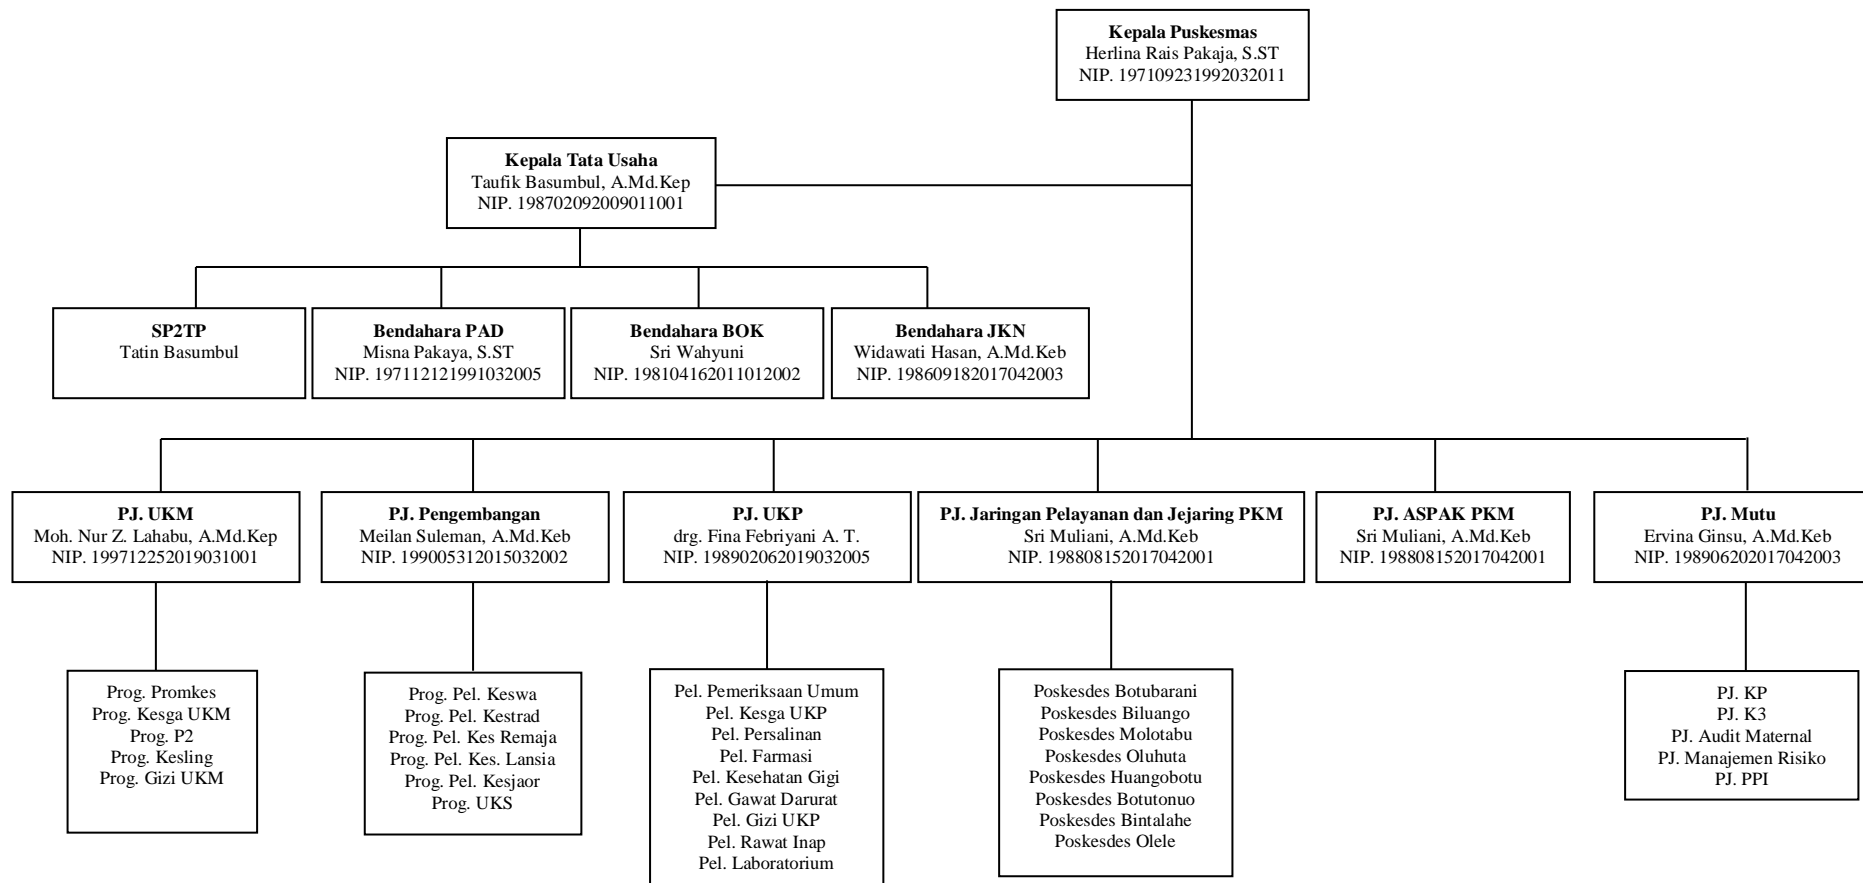 Kepala Puskesmas
Herlina Rais Pakaja, S.ST
NIP. 197109231992032011
Kepala Tata Usaha
Taufik Basumbul, A.Md.Kep
NIP. 198702092009011001
SP2TP
Tatin Basumbul
Bendahara PAD
Misna Pakaya, S.ST
NIP. 197112121991032005
Bendahara BOK
Sri Wahyuni
NIP. 198104162011012002
Bendahara JKN
Widawati Hasan, A.Md.Keb
NIP. 198609182017042003
PJ. UKM
Moh. Nur Z. Lahabu, A.Md.Kep
NIP. 199712252019031001
PJ. Pengembangan
Meilan Suleman, A.Md.Keb
NIP. 199005312015032002
PJ. UKP
drg. Fina Febriyani A. T.
NIP. 198902062019032005
PJ. Jaringan Pelayanan dan Jejaring PKM
Sri Muliani, A.Md.Keb
NIP. 198808152017042001
PJ. ASPAK PKM
Sri Muliani, A.Md.Keb
NIP. 198808152017042001
PJ. Mutu
Ervina Ginsu, A.Md.Keb
NIP. 198906202017042003
Prog. Promkes
Prog. Kesga UKM
Prog. P2
Prog. Kesling
Prog. Gizi UKM
Prog. Pel. Keswa
Prog. Pel. Kestrad
Prog. Pel. Kes Remaja
Prog. Pel. Kes. Lansia
Prog. Pel. Kesjaor
Prog. UKS
Pel. Pemeriksaan Umum
Pel. Kesga UKP
Pel. Persalinan
Pel. Farmasi
Pel. Kesehatan Gigi
Pel. Gawat Darurat
Pel. Gizi UKP
Pel. Rawat Inap
Pel. Laboratorium
Poskesdes Botubarani
Poskesdes Biluango
Poskesdes Molotabu
Poskesdes Oluhuta
Poskesdes Huangobotu
Poskesdes Botutonuo
Poskesdes Bintalahe
Poskesdes Olele
PJ. KP
PJ. K3
PJ. Audit Maternal
PJ. Manajemen Risiko
PJ. PPI